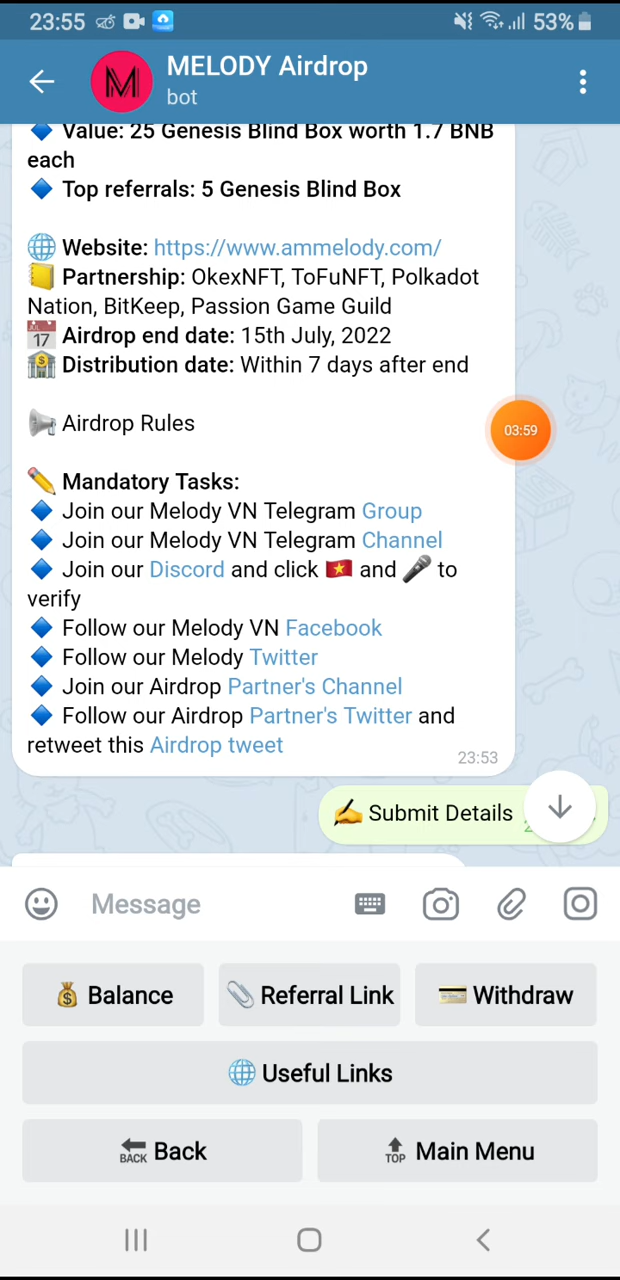 23:55
53%
MELODY Airdrop
bot
Value: 25 Genesis Blind Box worth 1.7 BNB
each
Top referrals: 5 Genesis Blind Box
Website: https://www.ammelody.com/
Partnership: OkexNFT, ToFuNFT, Polkadot
Nation, BitKeep, Passion Game Guild
JUL
17
Airdrop end date: 15th July, 2022
Distribution date: Within 7 days after end
Airdrop Rules
03:59
Mandatory Tasks:
Join our Melody VN Telegram Group
Join our Melody VN Telegram Channel
Join our Discord and click and to
verify
Follow our Melody VN Facebook
Follow our Melody Twitter
Join our Airdrop Partner's Channel
Follow our Airdrop Partner's Twitter and
retweet this Airdrop tweet
23:53
Submit Details
Message
Balance
Referral Link
Withdraw
Useful Links
BACK Back
TOP Main Menu